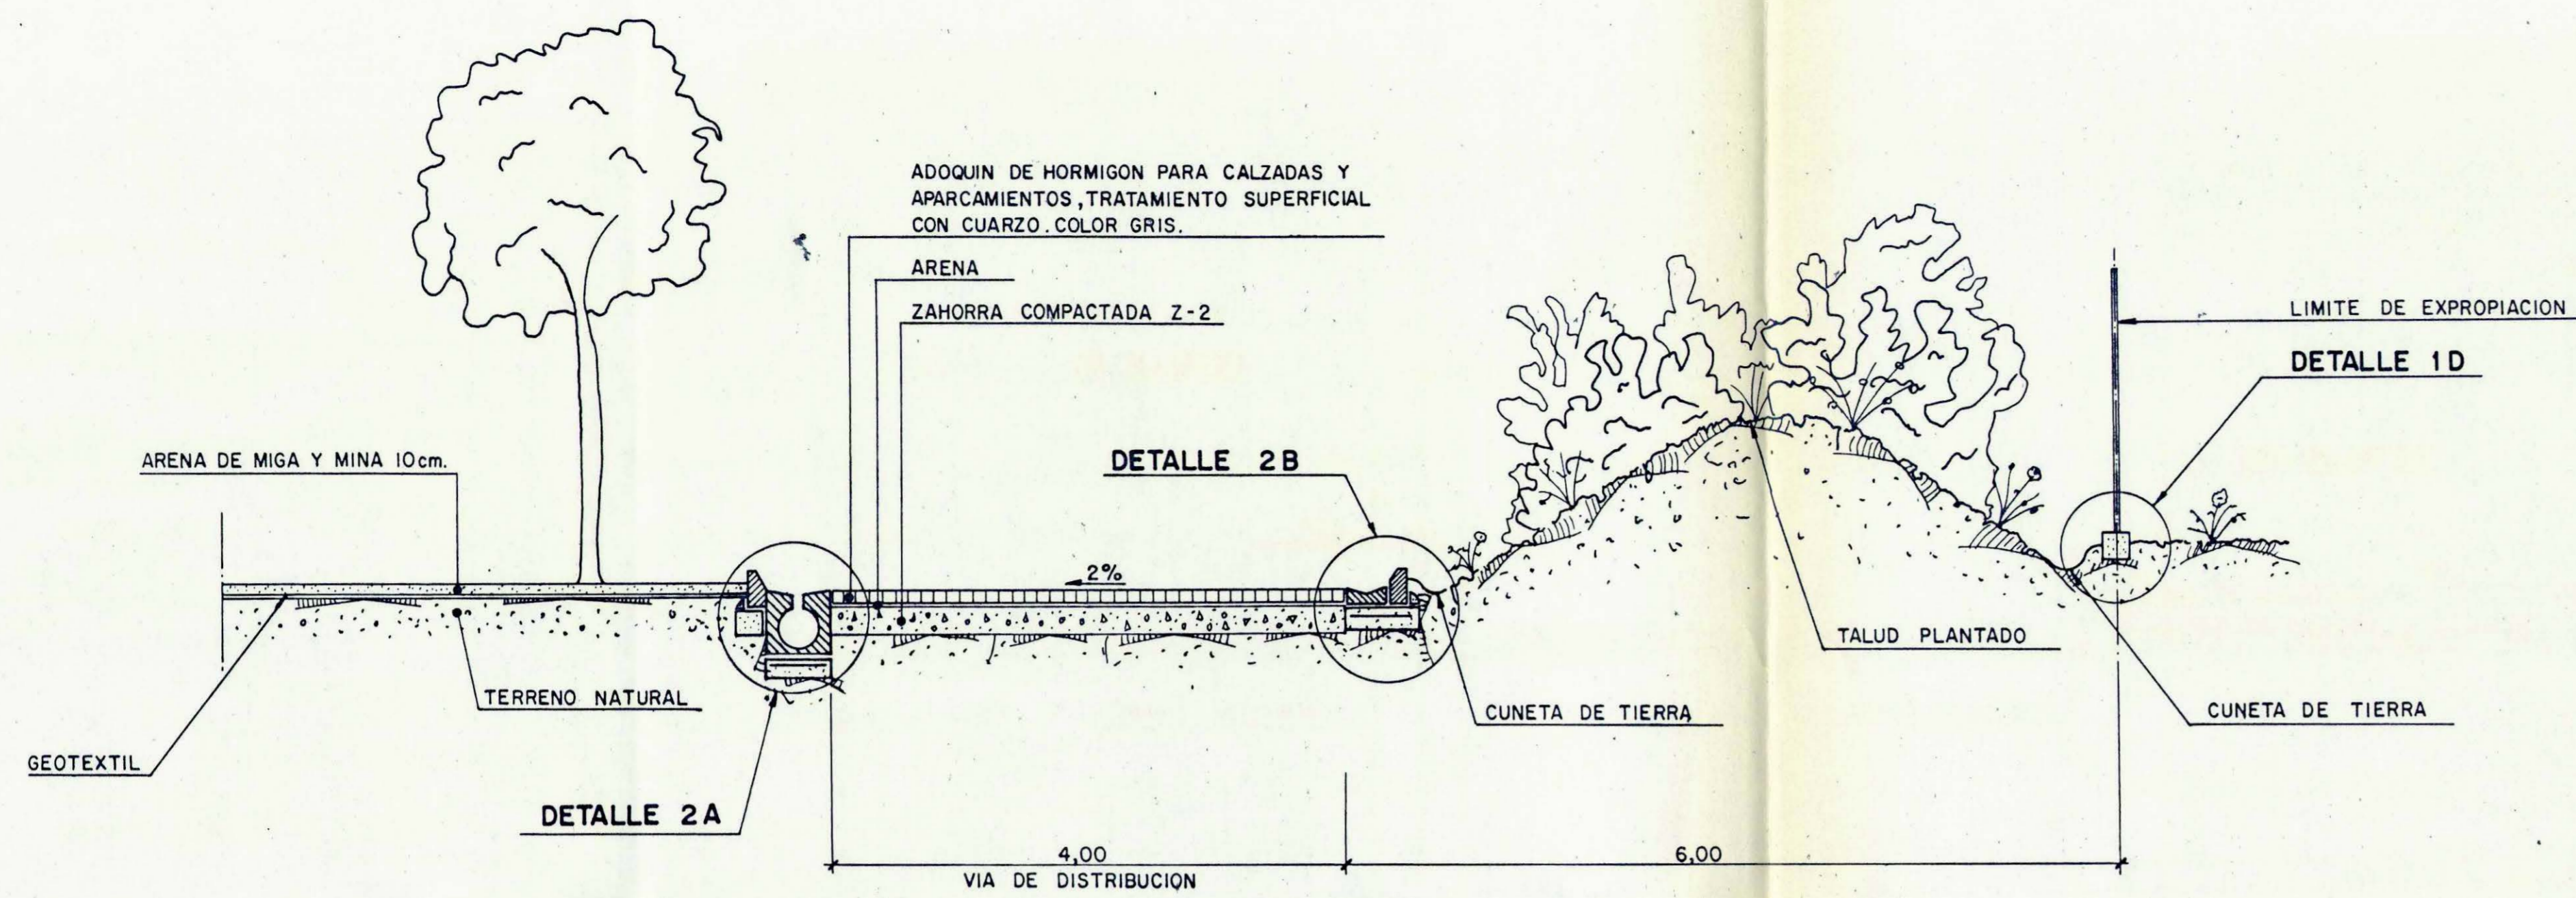 ADOQUIN DE HORMIGON PARA CALZADAS Y
APARCAMIENTOS, TRATAMIENTO SUPERFICIAL
CON CUARZO. COLOR GRIS.
ARENA
ZAHORRA COMPACTADA Z-2
LIMITE DE EXPROPIACION
DETALLE 1D
ARENA DE MIGA Y MINA 10cm.
DETALLE 2B
2%
TALUD PLANTADO
TERRENO NATURAL
CUNETA DE TIERRA
CUNETA DE TIERRA
GEOTEXTIL
DETALLE 2A
4,00
6,00
VIA DE DISTRIBUCION